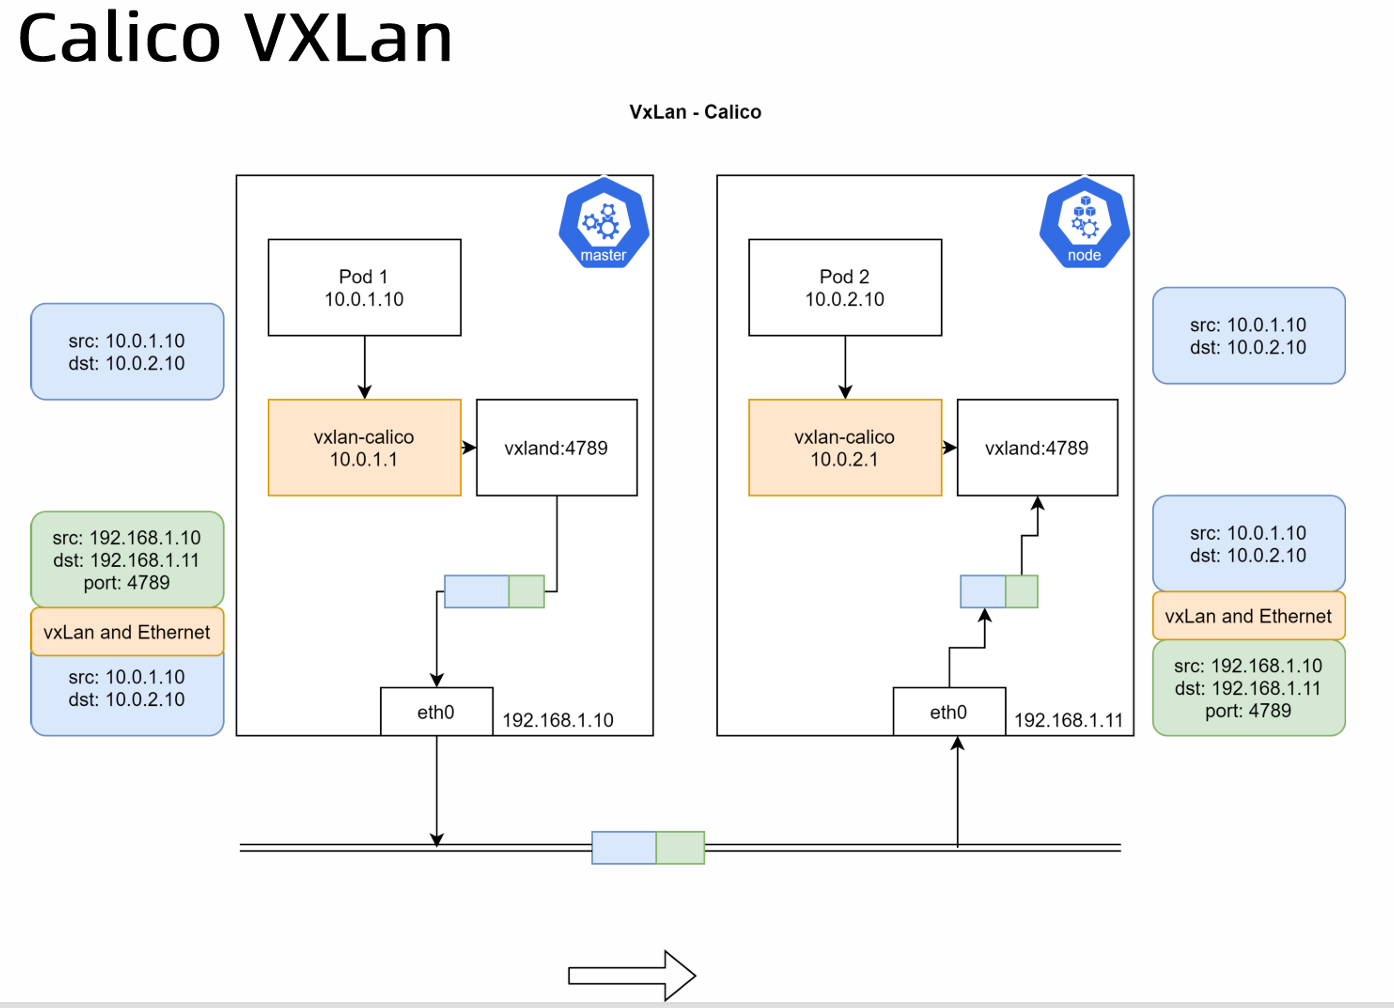 Calico VXLan
VxLan - Calico
master
Pod 1
10.0.1.10
vxlan-calico
10.0.1.1
vxland:4789
eth0
192.168.1.10
src: 10.0.1.10
dst: 10.0.2.10
src: 192.168.1.10
dst: 192.168.1.11
port: 4789
vxLan and Ethernet
src: 10.0.1.10
dst: 10.0.2.10
node
Pod 2
10.0.2.10
vxlan-calico
10.0.2.1
vxland:4789
eth0
192.168.1.11
src: 10.0.1.10
dst: 10.0.2.10
src: 10.0.1.10
dst: 10.0.2.10
vxLan and Ethernet
src: 192.168.1.10
dst: 192.168.1.11
port: 4789